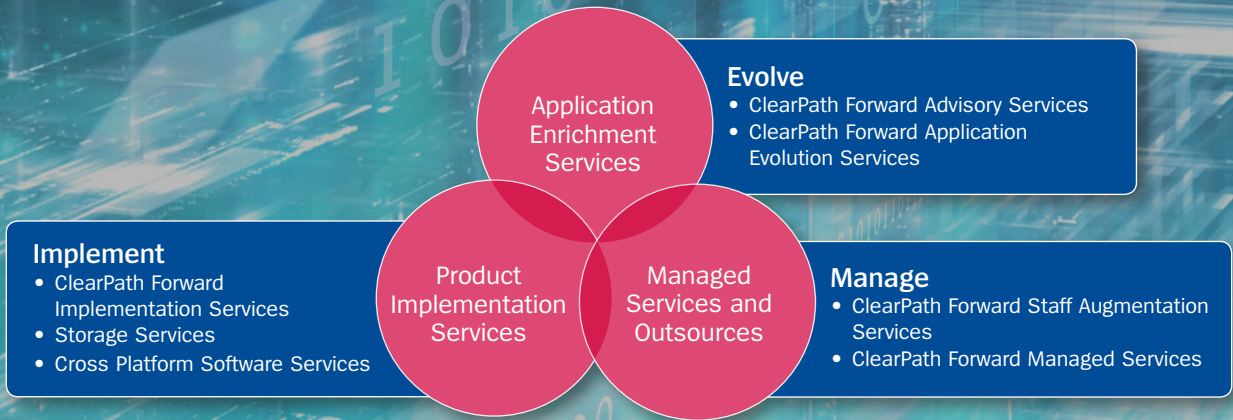 Application
Enrichment
Services
Evolve
• ClearPath Forward Advisory Services
• ClearPath Forward Application
Evolution Services
Implement
• ClearPath Forward
Implementation Services
• Storage Services
• Cross Platform Software Services
Product
Implementation
Services
Managed
Services and
Outsources
Manage
• ClearPath Forward Staff Augmentation
Services
• ClearPath Forward Managed Services